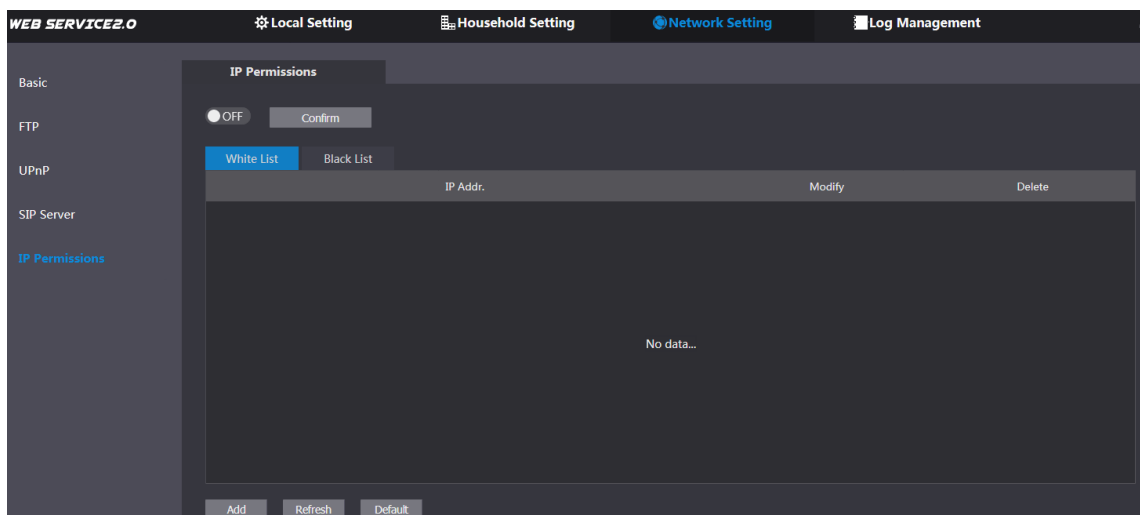 WEB SERVICE2.0 Local Setting Household Setting Network Setting Log Management
Basic
FTP
UPnP
SIP Server
IP Permissions
IP Permissions
OFF Confirm
White List Black List
IP Addr. Modify Delete
No data...
Add Refresh Default